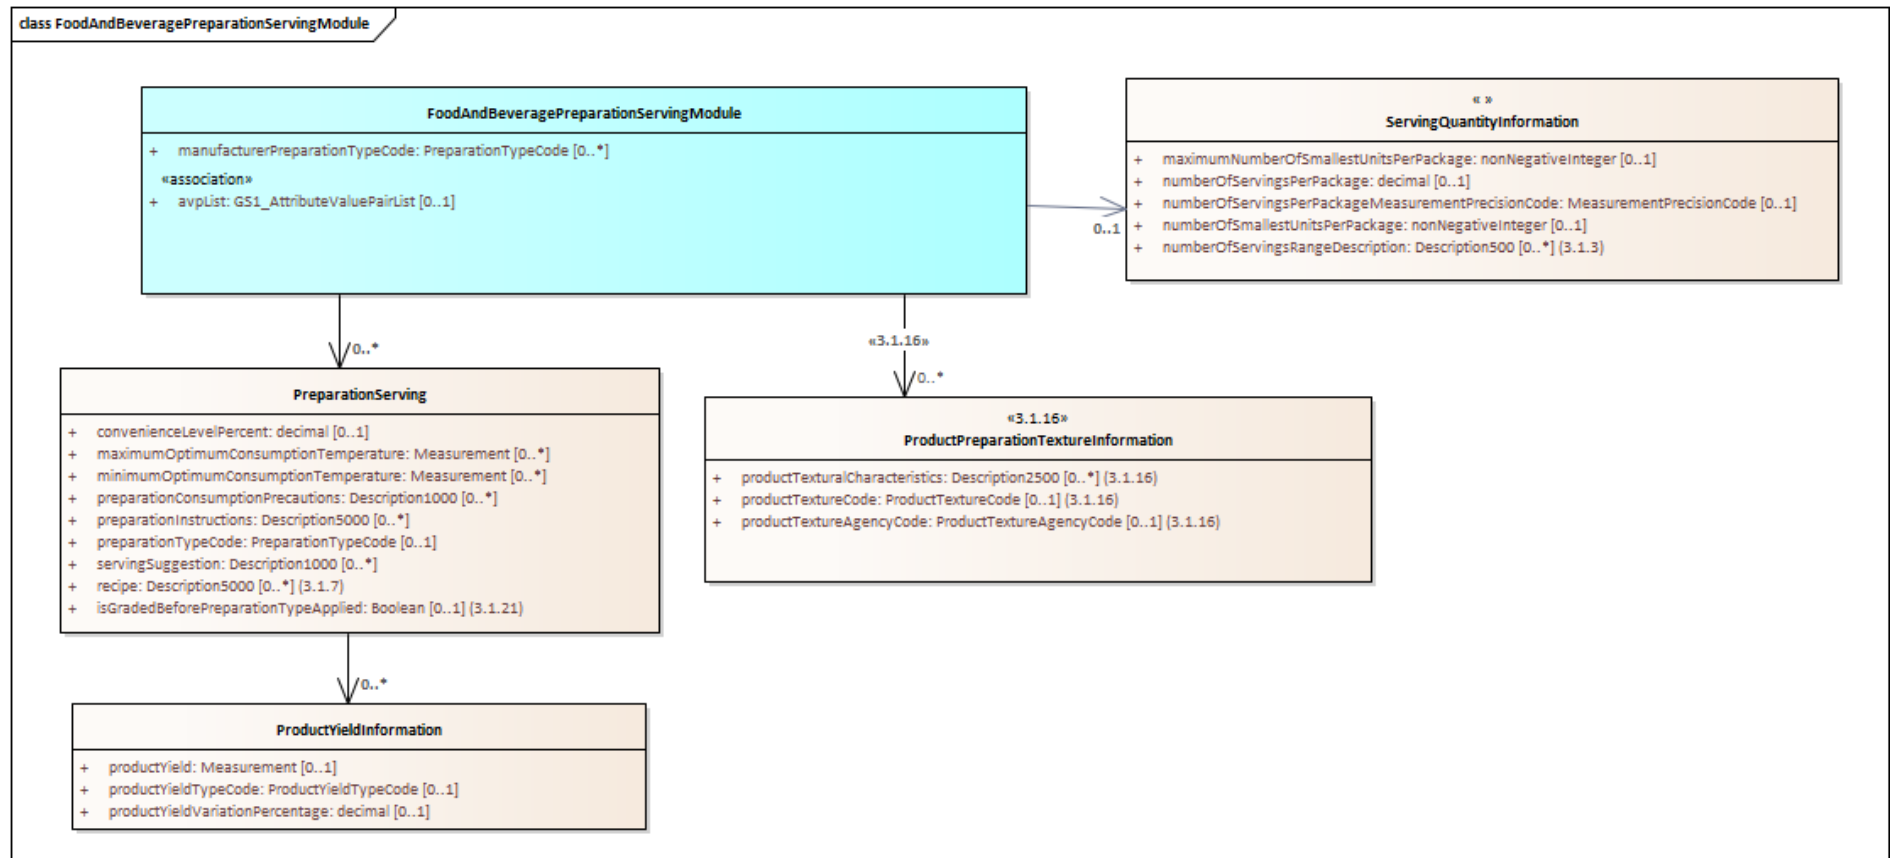 class FoodAndBeveragePreparationServingModule
FoodAndBeveragePreparationServingModule
+ manufacturerPreparationTypeCode: PreparationTypeCode [0..*]
«association»
+ avpList: GS1_AttributeValuePairList [0..1]
« »
ServingQuantityInformation
+ maximumNumberOfSmallestUnitsPerPackage: nonNegativeInteger [0..1]
+ numberOfServingsPerPackage: decimal [0..1]
+ numberOfServingsPerPackageMeasurementPrecisionCode: MeasurementPrecisionCode [0..1]
+ numberOfSmallestUnitsPerPackage: nonNegativeInteger [0..1]
+ numberOfServingsRangeDescription: Description500 [0..*] (3.1.3)
0..1
0..*
«3.1.16»
0..*
PreparationServing
+ convenienceLevelPercent: decimal [0..1]
+ maximumOptimumConsumptionTemperature: Measurement [0..*]
+ minimumOptimumConsumptionTemperature: Measurement [0..*]
+ preparationConsumptionPrecautions: Description1000 [0..*]
+ preparationInstructions: Description5000 [0..*]
+ preparationTypeCode: PreparationTypeCode [0..1]
+ servingSuggestion: Description1000 [0..*]
+ recipe: Description5000 [0..*] (3.1.7)
+ isGradedBeforePreparationTypeApplied: Boolean [0..1] (3.1.21)
«3.1.16»
ProductPreparationTextureInformation
+ productTexturalCharacteristics: Description2500 [0..*] (3.1.16)
+ productTextureCode: ProductTextureCode [0..1] (3.1.16)
+ productTextureAgencyCode: ProductTextureAgencyCode [0..1] (3.1.16)
0..*
ProductYieldInformation
+ productYield: Measurement [0..1]
+ productYieldTypeCode: ProductYieldTypeCode [0..1]
+ productYieldVariationPercentage: decimal [0..1]